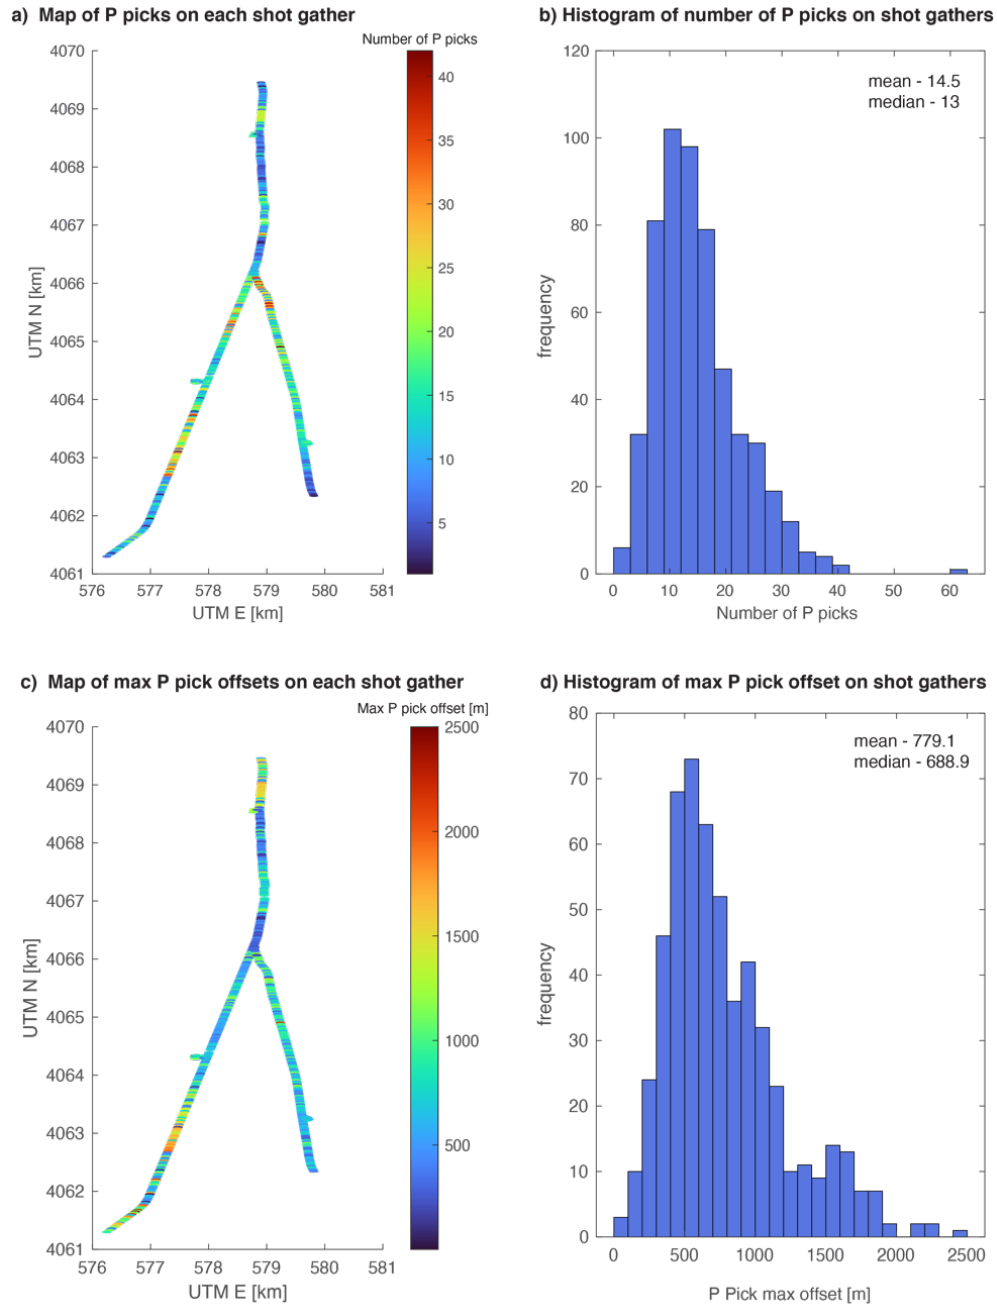 a) Map of P picks on each shot gather
Number of P picks
4070
4069
4068
4067
4066
4065
4064
4063
4062
4061
UTM N [km]
576 577 578 579 580 581
UTM E [km]
40
35
30
25
20
15
10
5
b) Histogram of number of P picks on shot gathers
mean - 14.5
median - 13
120
100
80
60
40
20
0
frequency
0 10 20 30 40 50 60
Number of P picks
c) Map of max P pick offsets on each shot gather
Max P pick offset [m]
4070
4069
4068
4067
4066
4065
4064
4063
4062
4061
UTM N [km]
576 577 578 579 580 581
UTM E [km]
2500
2000
1500
1000
500
d) Histogram of max P pick offset on shot gathers
mean - 779.1
median - 688.9
80
70
60
50
40
30
20
10
0
frequency
0 500 1000 1500 2000 2500
P Pick max offset [m]